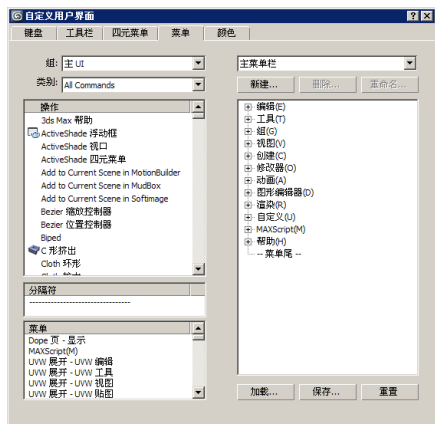 自定义用户界面
键盘 工具栏 四元菜单 菜单 颜色
组: 主 UI
类别: All Commands
操作
3ds Max 帮助
ActiveShade 浮动框
ActiveShade 视口
ActiveShade 四元菜单
Add to Current Scene in MotionBuilder
Add to Current Scene in MudBox
Add to Current Scene in Softimage
Bezier 缩放控制器
Bezier 位置控制器
Biped
C 形挤出
Cloth 环形
分隔符
--------------------------------
菜单
Dope 页 - 显示
MAXScript(M)
UVW 展开 - UVW 编辑
UVW 展开 - UVW 工具
UVW 展开 - UVW 视图
UVW 展开 - UVW 贴图
主菜单栏
新建... 删除... 重命名...
编辑(E)
工具(T)
组(G)
视图(V)
创建(C)
修改器(O)
动画(A)
图形编辑器(D)
渲染(R)
自定义(U)
MAXScript(M)
帮助(H)
-- 菜单尾 --
加载... 保存... 重置